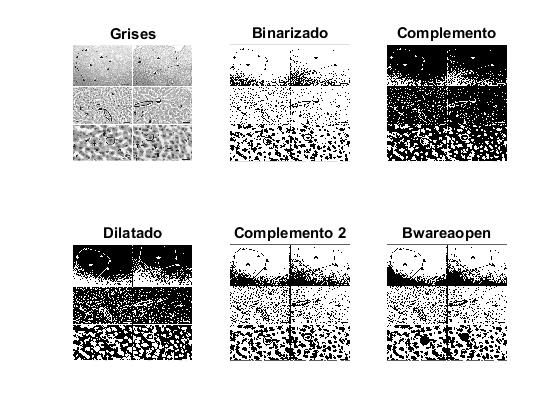 Grises
Binarizado
Complemento
Dilatado
Complemento 2
Bwareaopen